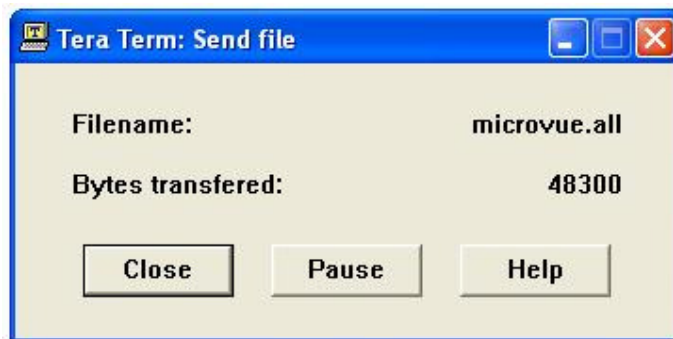 Tera Term: Send file
Filename: microvue.all
Bytes transfered: 48300
Close Pause Help